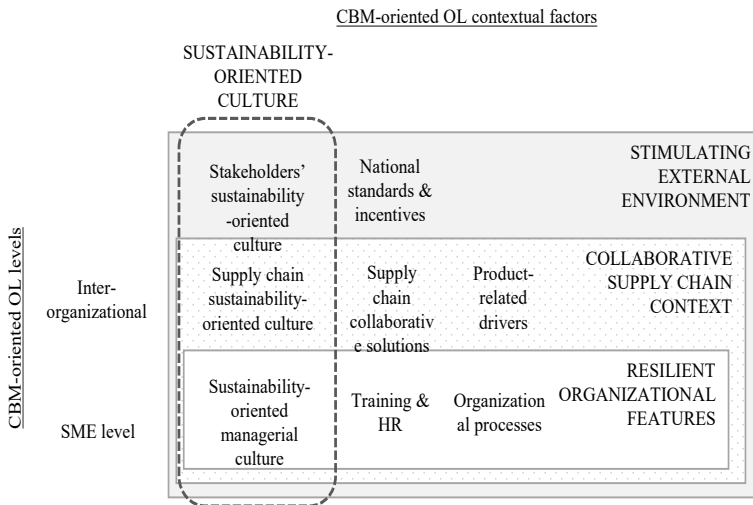 CBM-oriented OL contextual factors
SUSTAINABILITY-
ORIENTED
CULTURE
Stakeholders'
sustainability
-oriented
culture
National
standards &
incentives
STIMULATING
EXTERNAL
ENVIRONMENT
CBM-oriented OL levels
Inter-
organizational
Supply chain
sustainability-
oriented culture
Supply
chain
collaborativ
e solutions
Product-
related
drivers
COLLABORATIVE
SUPPLY CHAIN
CONTEXT
SME level
Sustainability-
oriented
managerial
culture
Training &
HR
Organization
al processes
RESILIENT
ORGANIZATIONAL
FEATURES